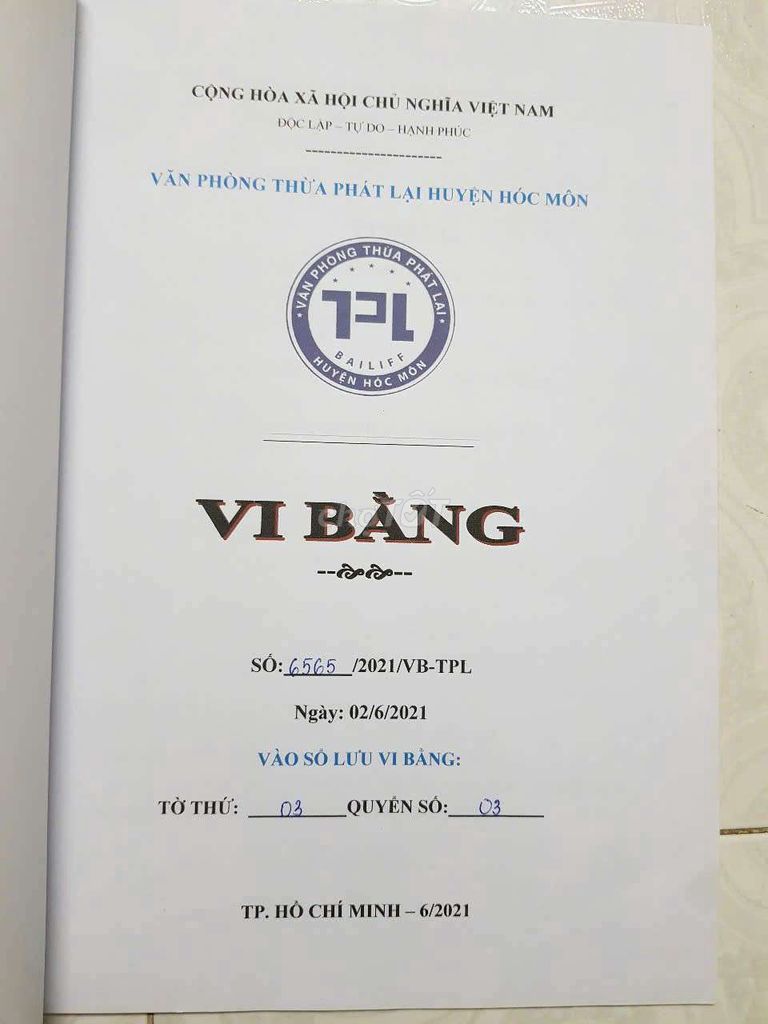 CỘNG HÒA XÃ HỘI CHỦ NGHĨA VIỆT NAM
ĐỘC LẬP – TỰ DO – HẠNH PHÚC
----------------------
VĂN PHÒNG THỪA PHÁT LẠI HUYỆN HÓC MÔN
VĂN PHÒNG THỪA PHÁT LẠI
TPL
BAILIFF
HUYỆN HÓC MÔN
VI BẰNG
chợTỐT
SỐ: 6565 /2021/VB-TPL
Ngày: 02/6/2021
VÀO SỔ LƯU VI BẰNG:
TỜ THỨ: 03 QUYỂN SỐ: 03
TP. HỒ CHÍ MINH – 6/2021